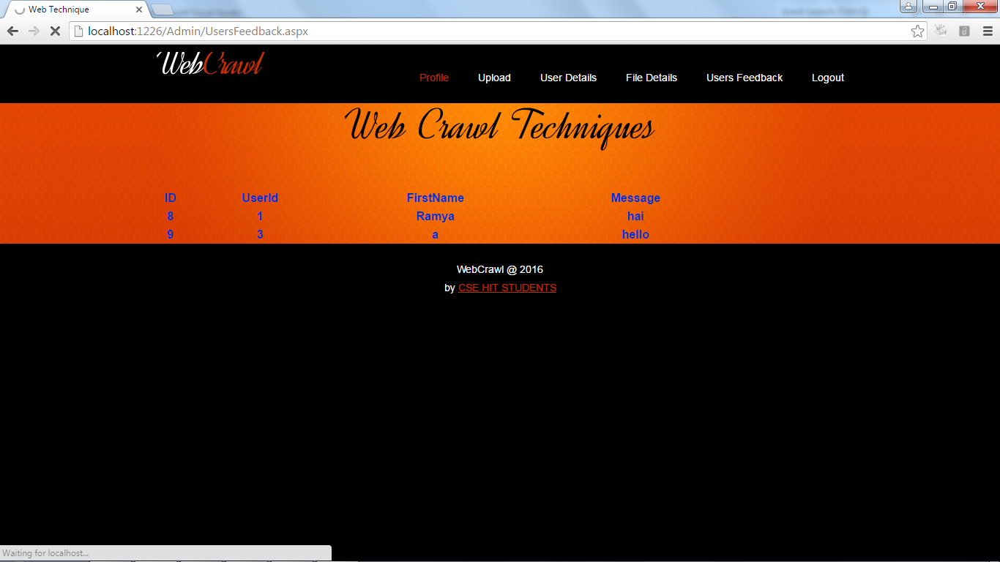 Web Technique
localhost:1226/Admin/UsersFeedback.aspx
WebCrawl
Profile Upload User Details File Details Users Feedback Logout
Web Crawl Techniques
ID UserId FirstName Message
8 1 Ramya hai
9 3 a hello
WebCrawl @ 2016
by CSE HIT STUDENTS
Waiting for localhost...